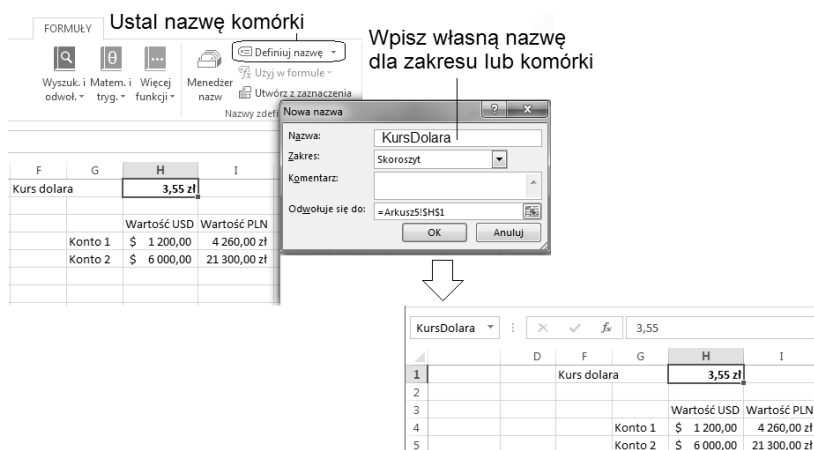 FORMUŁY
Ustal nazwę komórki
Wyszuk. i odwoł.
Matem. i tryg.
Więcej funkcji
Menedżer nazw
Definiuj nazwę
Użyj w formule
Utwórz z zaznaczenia
Nazwy zdefi
Wpisz własną nazwę
dla zakresu lub komórki
Nowa nazwa
Nazwa: KursDolara
Zakres: Skoroszyt
Komentarz:
Odwołuje się do: =Arkusz5!$H$1
OK Anuluj
F G H I
Kurs dolara 3,55 zł
Wartość USD Wartość PLN
Konto 1 $ 1 200,00 4 260,00 zł
Konto 2 $ 6 000,00 21 300,00 zł
KursDolara fx 3,55
D F G H I
1 Kurs dolara 3,55 zł
2
3 Wartość USD Wartość PLN
4 Konto 1 $ 1 200,00 4 260,00 zł
5 Konto 2 $ 6 000,00 21 300,00 zł